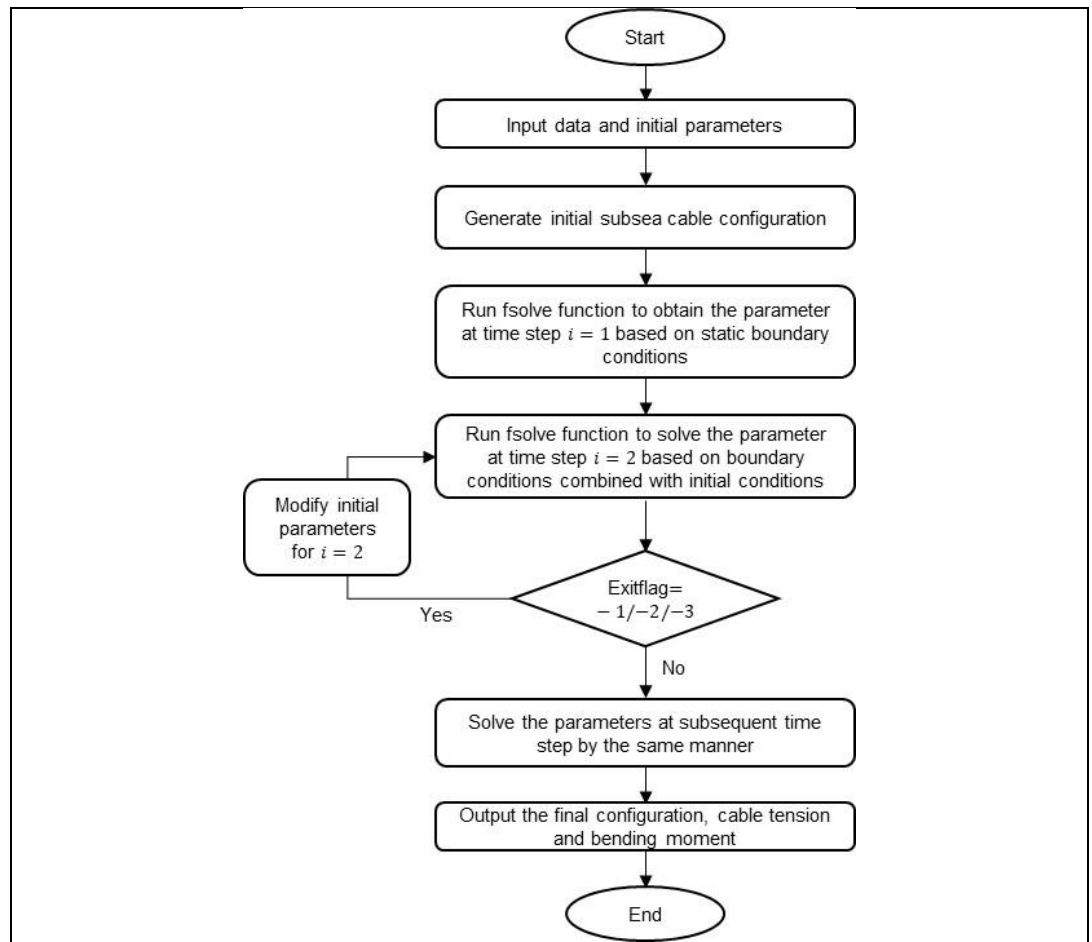 Start
Input data and initial parameters
Generate initial subsea cable configuration
Run fsolve function to obtain the parameter
at time step i = 1 based on static boundary
conditions
Run fsolve function to solve the parameter
at time step i = 2 based on boundary
conditions combined with initial conditions
Modify initial
parameters
for i = 2
Exitflag=
− 1/−2/−3
Yes
No
Solve the parameters at subsequent time
step by the same manner
Output the final configuration, cable tension
and bending moment
End